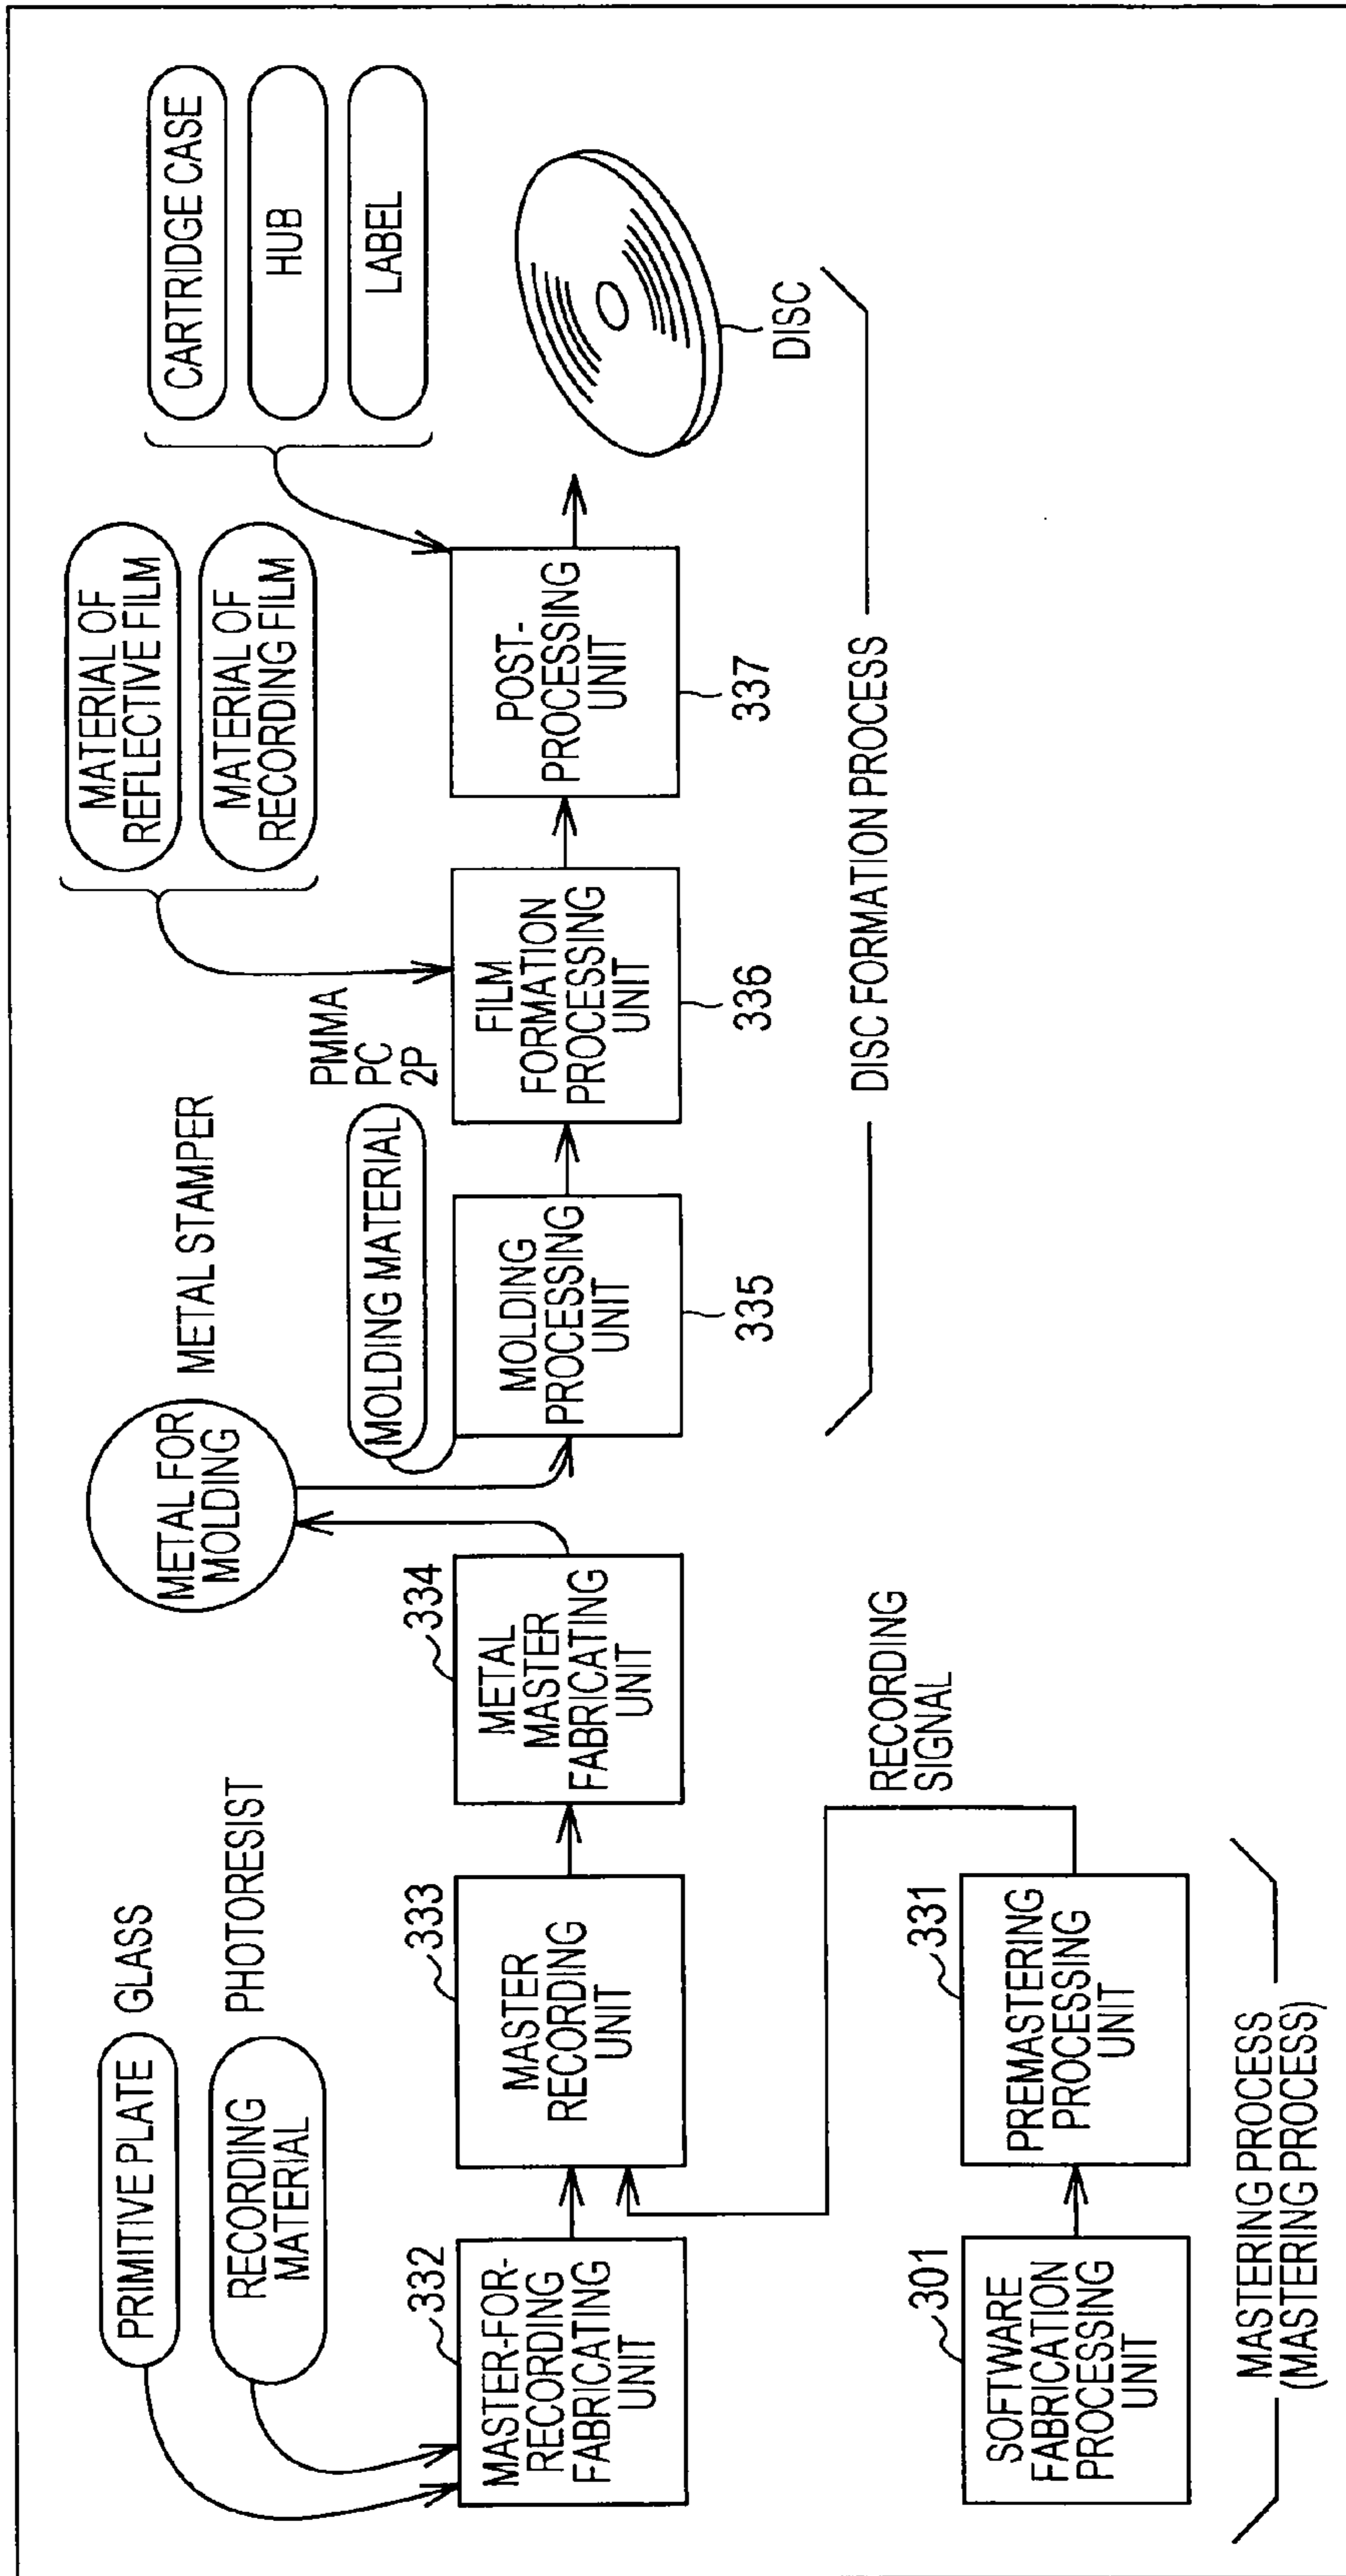 PRIMITIVE PLATE
GLASS
RECORDING
MATERIAL
PHOTORESIST
METAL FOR
MOLDING
METAL STAMPER
MATERIAL OF
REFLECTIVE FILM
MATERIAL OF
RECORDING FILM
CARTRIDGE CASE
HUB
LABEL
MOLDING MATERIAL
PMMA
PC
2P
332
MASTER-FOR-
RECORDING
FABRICATING
UNIT
333
MASTER
RECORDING
UNIT
334
METAL
MASTER
FABRICATING
UNIT
MOLDING
PROCESSING
UNIT
335
FILM
FORMATION
PROCESSING
UNIT
336
POST-
PROCESSING
UNIT
337
DISC
DISC FORMATION PROCESS
RECORDING
SIGNAL
301
SOFTWARE
FABRICATION
PROCESSING
UNIT
331
PREMASTERING
PROCESSING
UNIT
MASTERING PROCESS
(MASTERING PROCESS)